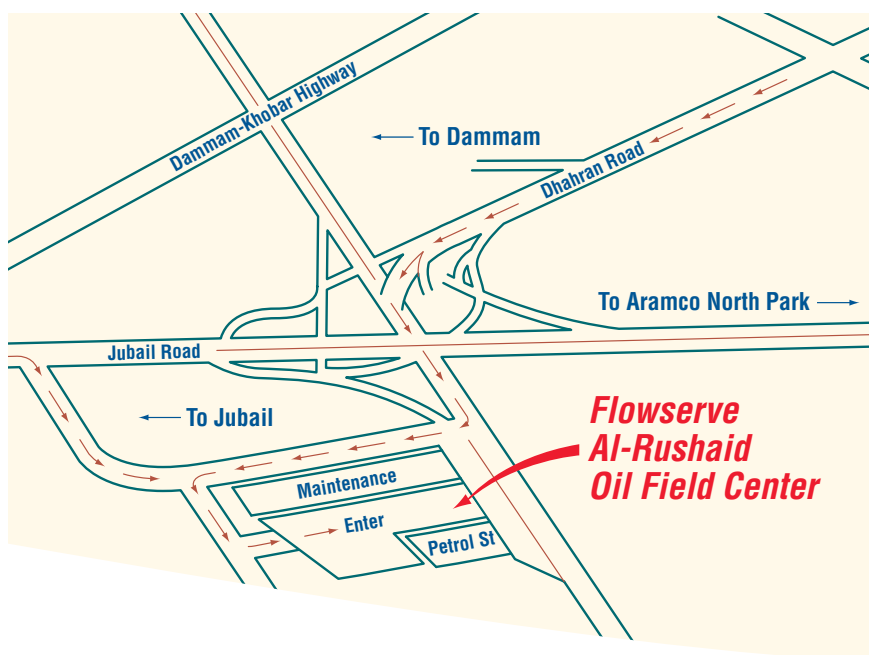 Dammam-Khobar Highway
To Dammam
Dhahran Road
To Aramco North Park
Jubail Road
To Jubail
Flowserve
Al-Rushaid
Oil Field Center
Maintenance
Enter
Petrol St